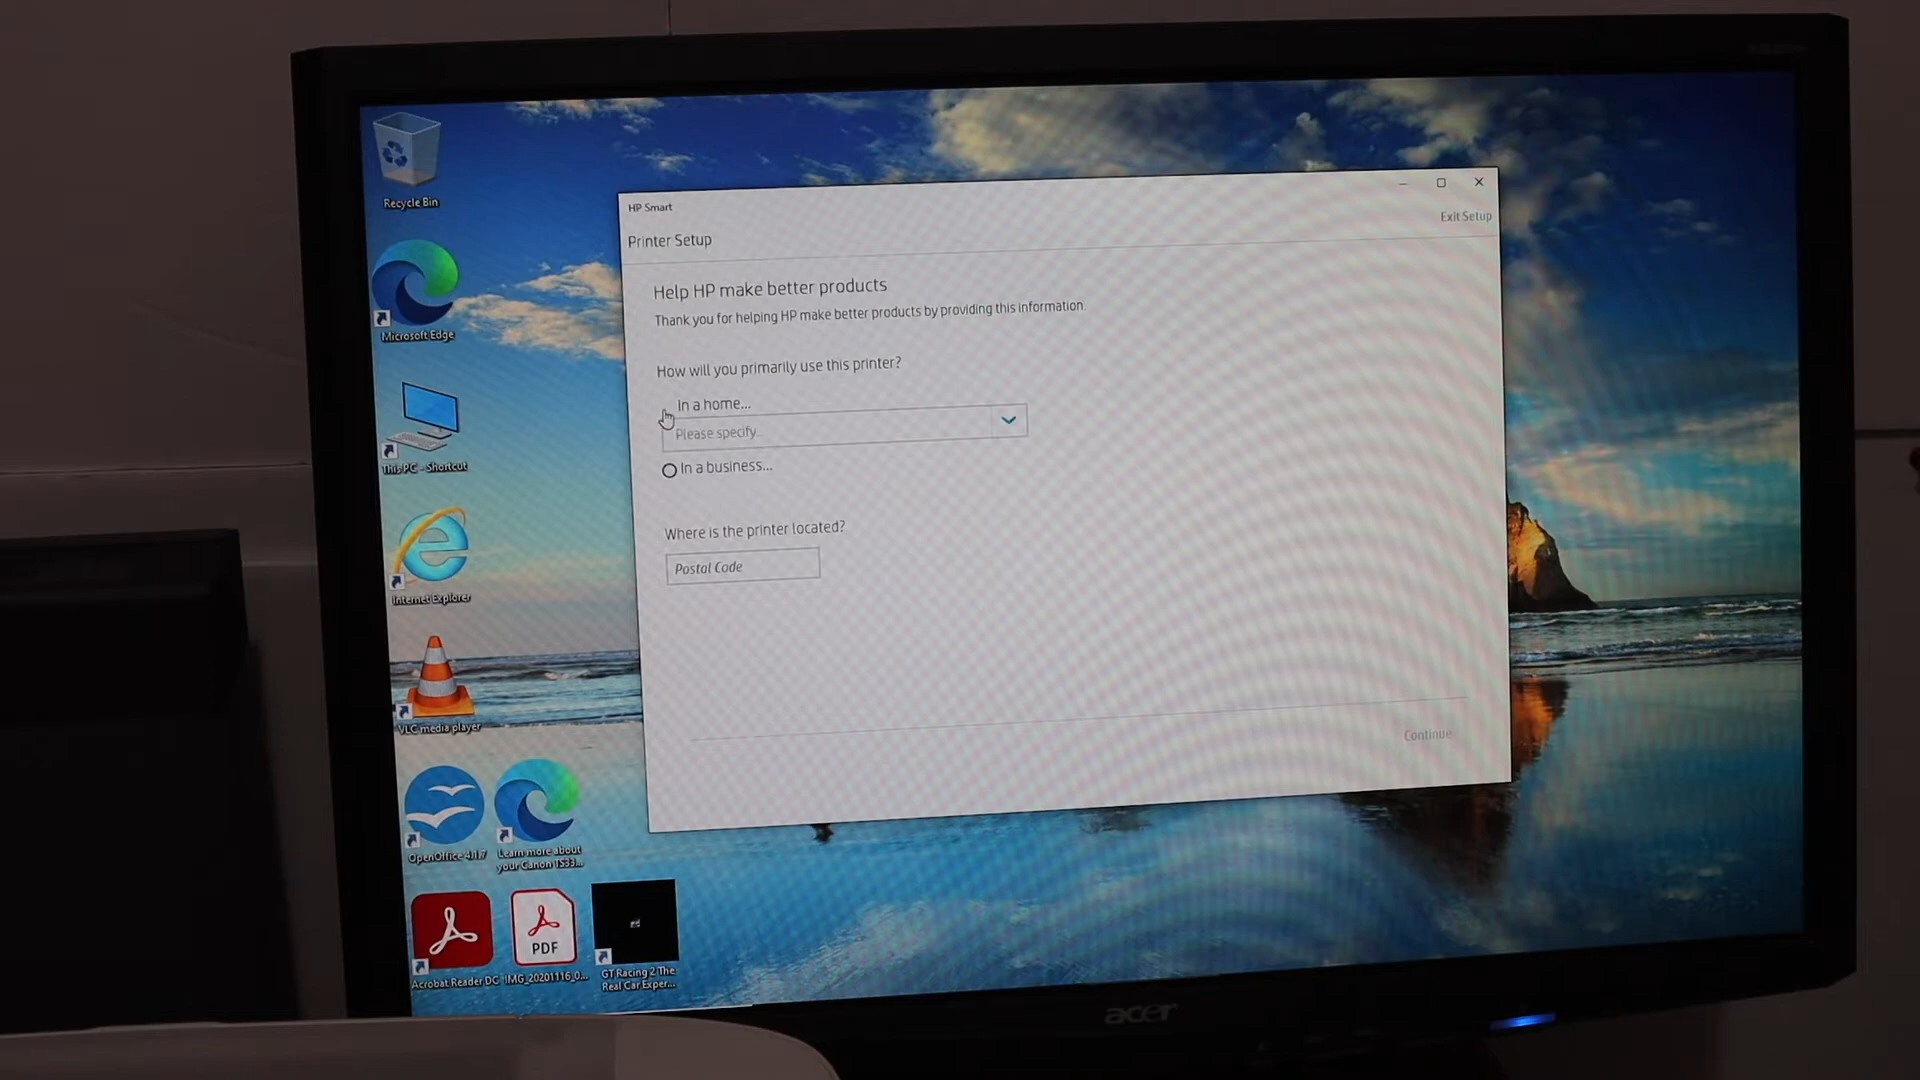 Recycle Bin
Microsoft Edge
This PC - Shortcut
Internet Explorer
VLC media player
OpenOffice 4.1.7
Learn more about
your Canon TS33...
Acrobat Reader DC
PDF
IMG_20201116_0...
GT Racing 2 The
Real Car Exper...
HP Smart
Exit Setup
Printer Setup
Help HP make better products
Thank you for helping HP make better products by providing this information.
How will you primarily use this printer?
In a home...
Please specify...
In a business...
Where is the printer located?
Postal Code
Continue
acer